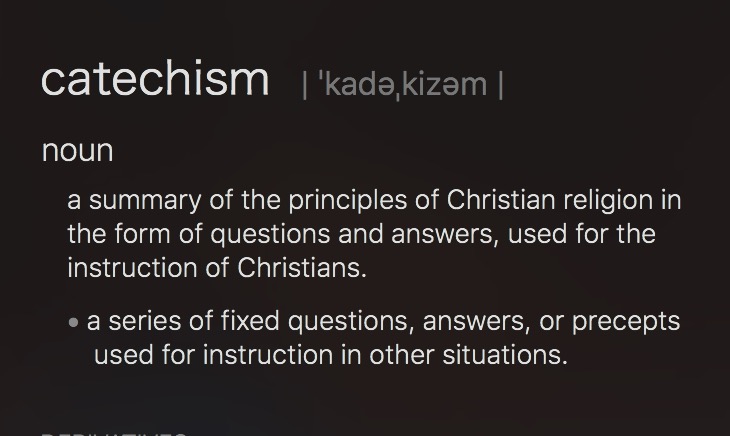 catechism | ˈkadəˌkizəm |
noun
a summary of the principles of Christian religion in
the form of questions and answers, used for the
instruction of Christians.
• a series of fixed questions, answers, or precepts
used for instruction in other situations.
DERIVATIVES